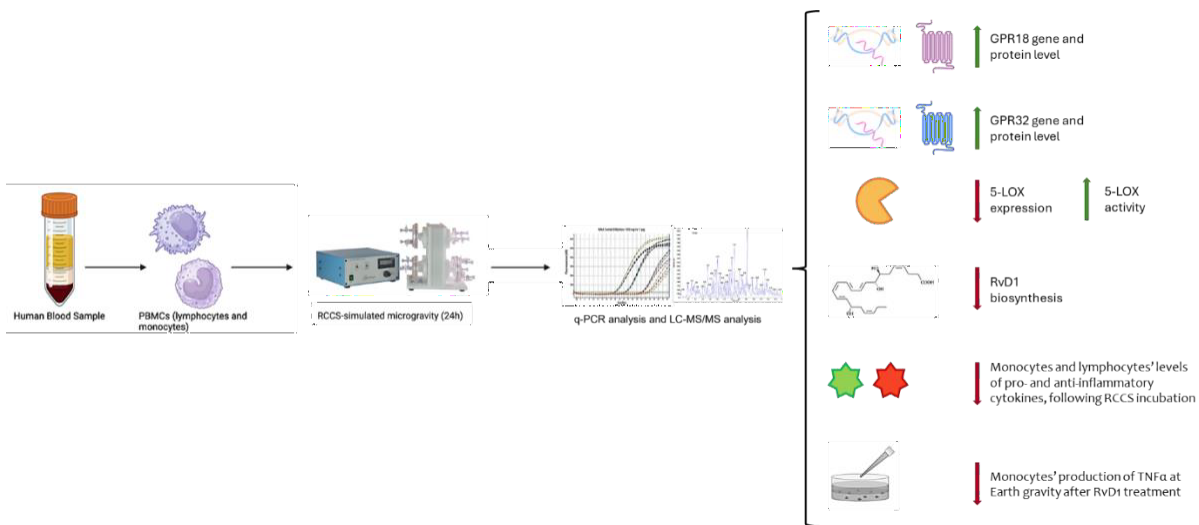 Human Blood Sample
PBMCs (lymphocytes and
monocytes)
RCCS-simulated microgravity (24h)
q-PCR analysis and LC-MS/MS analysis
GPR18 gene and
protein level
GPR32 gene and
protein level
5-LOX
expression
5-LOX
activity
COOH
OH
RvD1
biosynthesis
Monocytes and lymphocytes' levels
of pro- and anti-inflammatory
cytokines, following RCCS incubation
Monocytes' production of TNFα at
Earth gravity after RvD1 treatment